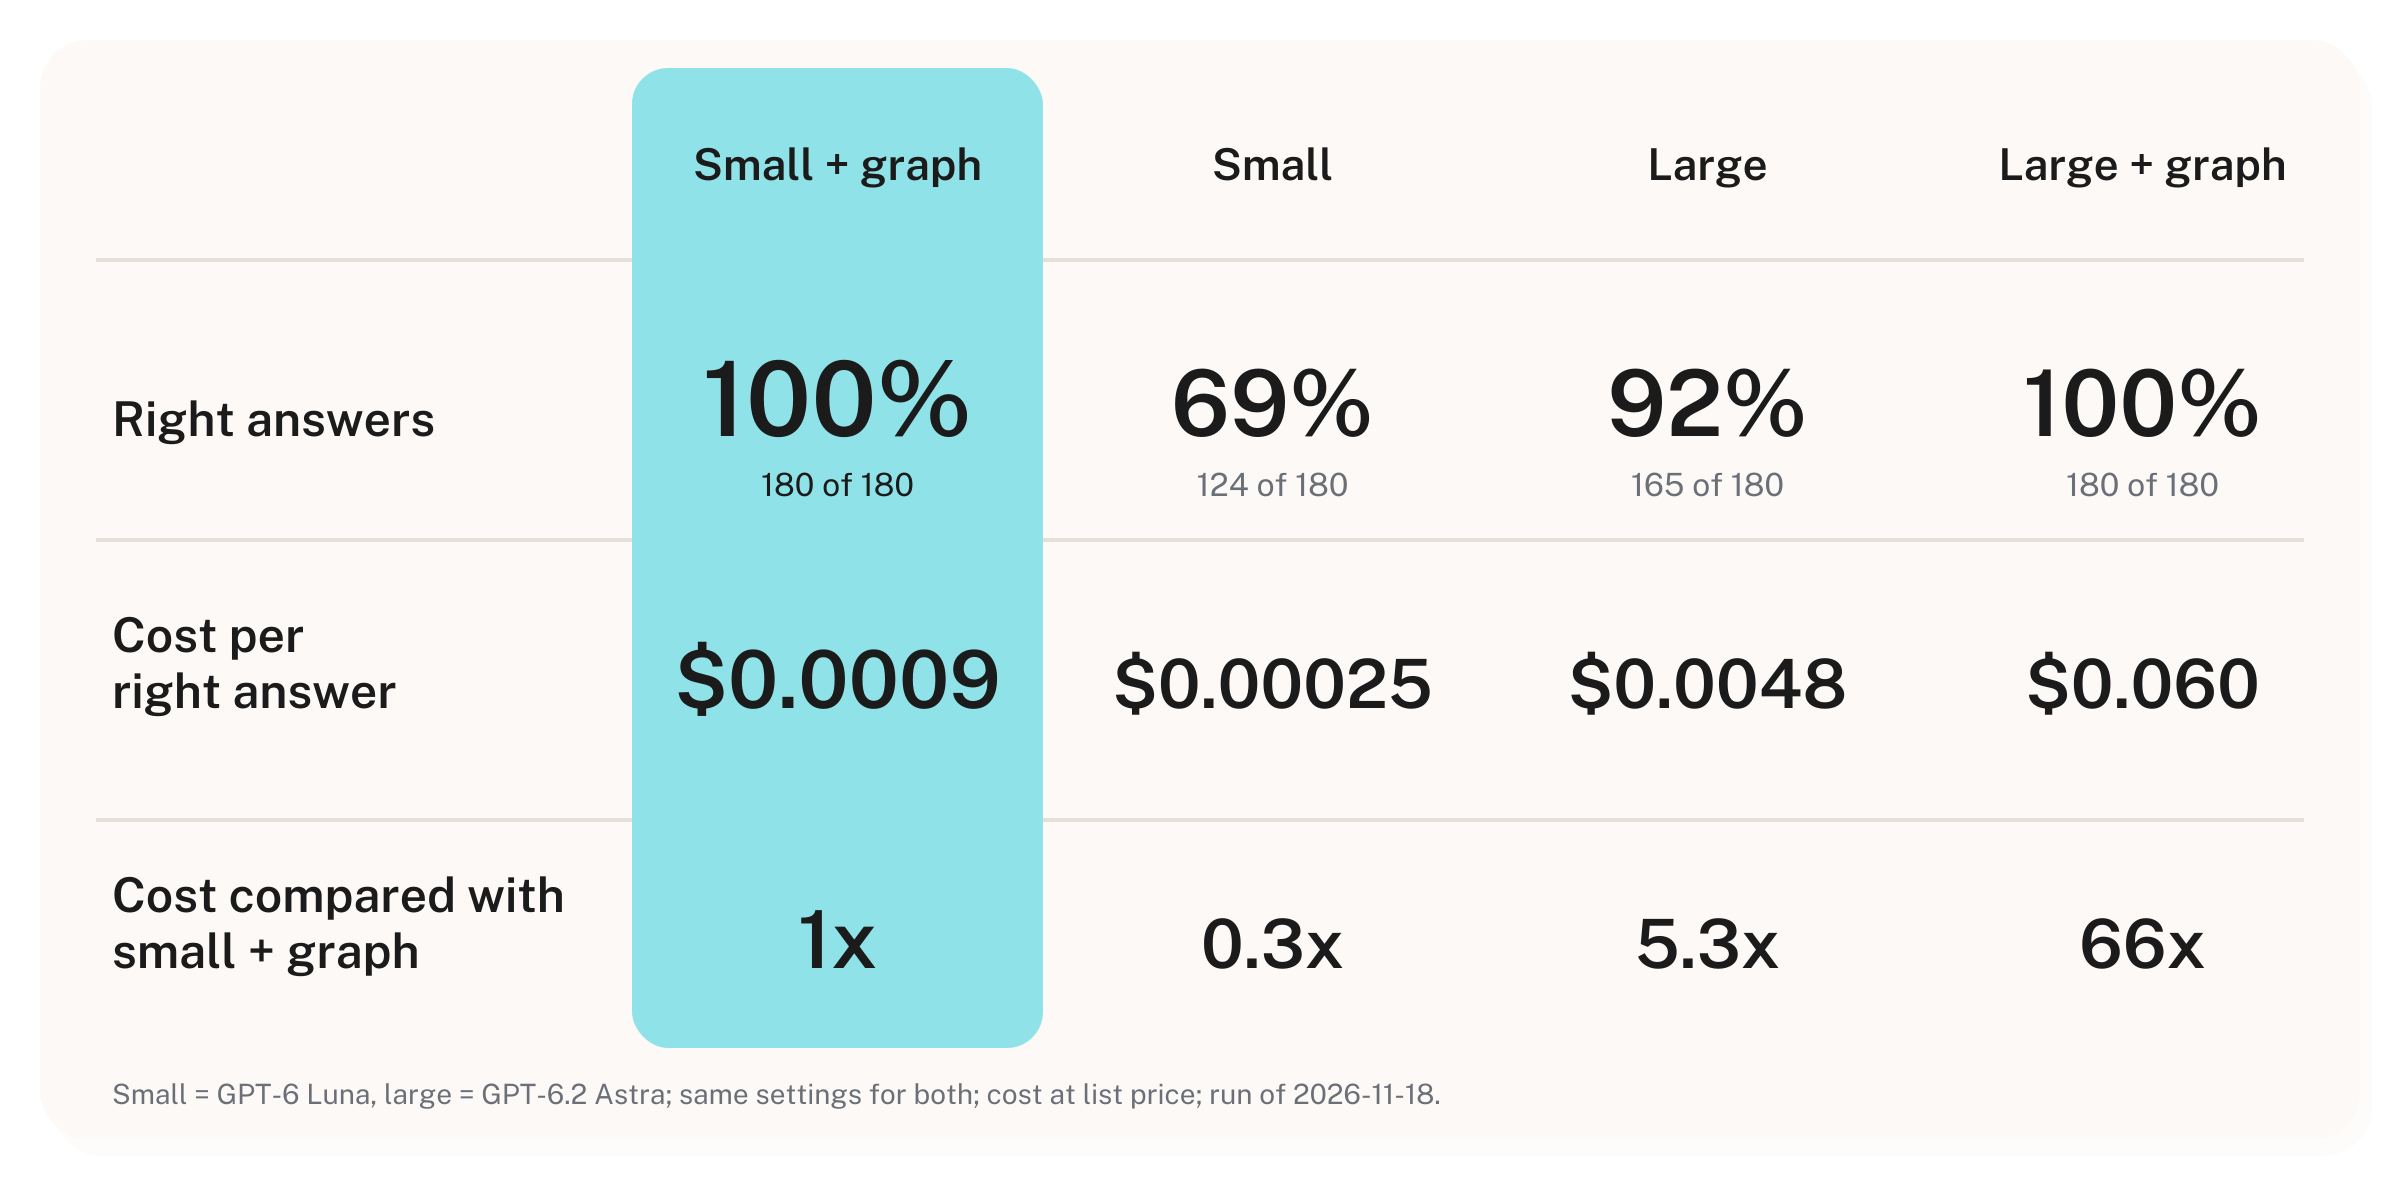 Small + graph
Small
Large
Large + graph
Right answers
100%
69%
92%
100%
180 of 180
124 of 180
165 of 180
180 of 180
Cost per
right answer
$0.0009
$0.00025
$0.0048
$0.060
Cost compared with
small + graph
1x
0.3x
5.3x
66x
Small = GPT-6 Luna, large = GPT-6.2 Astra; same settings for both; cost at list price; run of 2026-11-18.